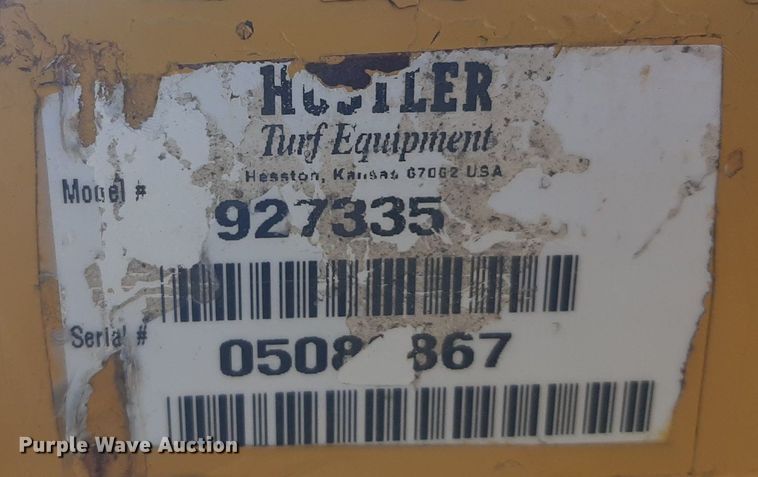 HUSTLER
Turf Equipment
Hesston, Kansas 67062 USA
Model #
927335
Serial #
Purple Wave Auction